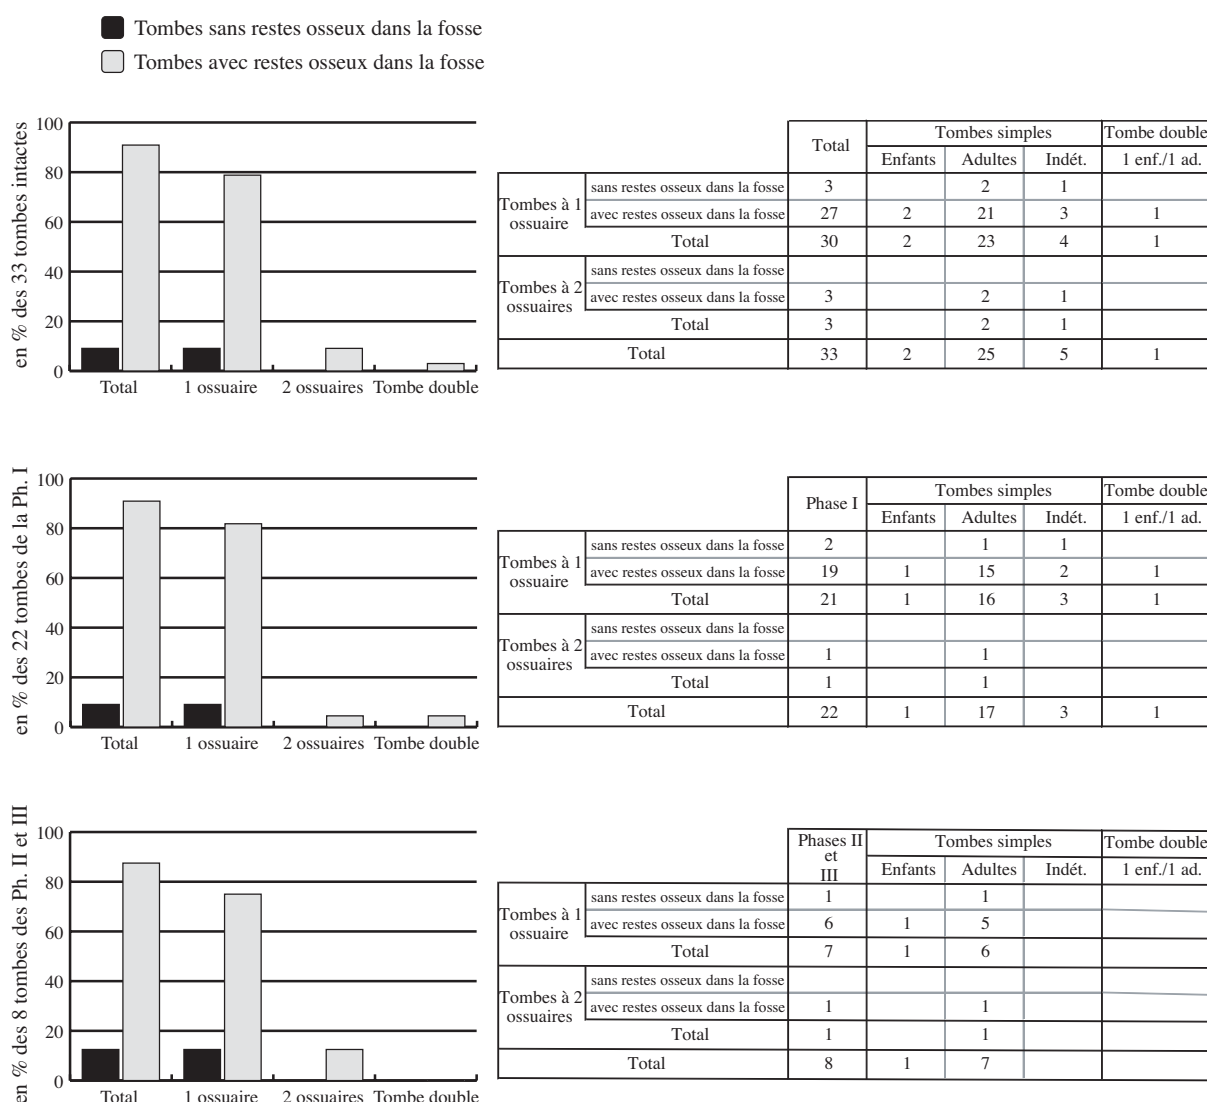 Tombes sans restes osseux dans la fosse
Tombes avec restes osseux dans la fosse
en % des 33 tombes intactes
100
80
60
40
20
0
Total 1 ossuaire 2 ossuaires Tombe double
Total Tombes simples Tombe double
Enfants Adultes Indét. 1 enf./1 ad.
Tombes à 1 ossuaire
sans restes osseux dans la fosse 3 2 1
avec restes osseux dans la fosse 27 2 21 3 1
Total 30 2 23 4 1
Tombes à 2 ossuaires
sans restes osseux dans la fosse
avec restes osseux dans la fosse 3 2 1
Total 3 2 1
Total 33 2 25 5 1
en % des 22 tombes de la Ph. I
100
80
60
40
20
0
Total 1 ossuaire 2 ossuaires Tombe double
Phase I Tombes simples Tombe double
Enfants Adultes Indét. 1 enf./1 ad.
Tombes à 1 ossuaire
sans restes osseux dans la fosse 2 1 1
avec restes osseux dans la fosse 19 1 15 2 1
Total 21 1 16 3 1
Tombes à 2 ossuaires
sans restes osseux dans la fosse
avec restes osseux dans la fosse 1 1
Total 1 1
Total 22 1 17 3 1
en % des 8 tombes des Ph. II et III
100
80
60
40
20
0
Total 1 ossuaire 2 ossuaires Tombe double
Phases II et III Tombes simples Tombe double
Enfants Adultes Indét. 1 enf./1 ad.
Tombes à 1 ossuaire
sans restes osseux dans la fosse 1 1
avec restes osseux dans la fosse 6 1 5
Total 7 1 6
Tombes à 2 ossuaires
sans restes osseux dans la fosse
avec restes osseux dans la fosse 1 1
Total 1 1
Total 8 1 7